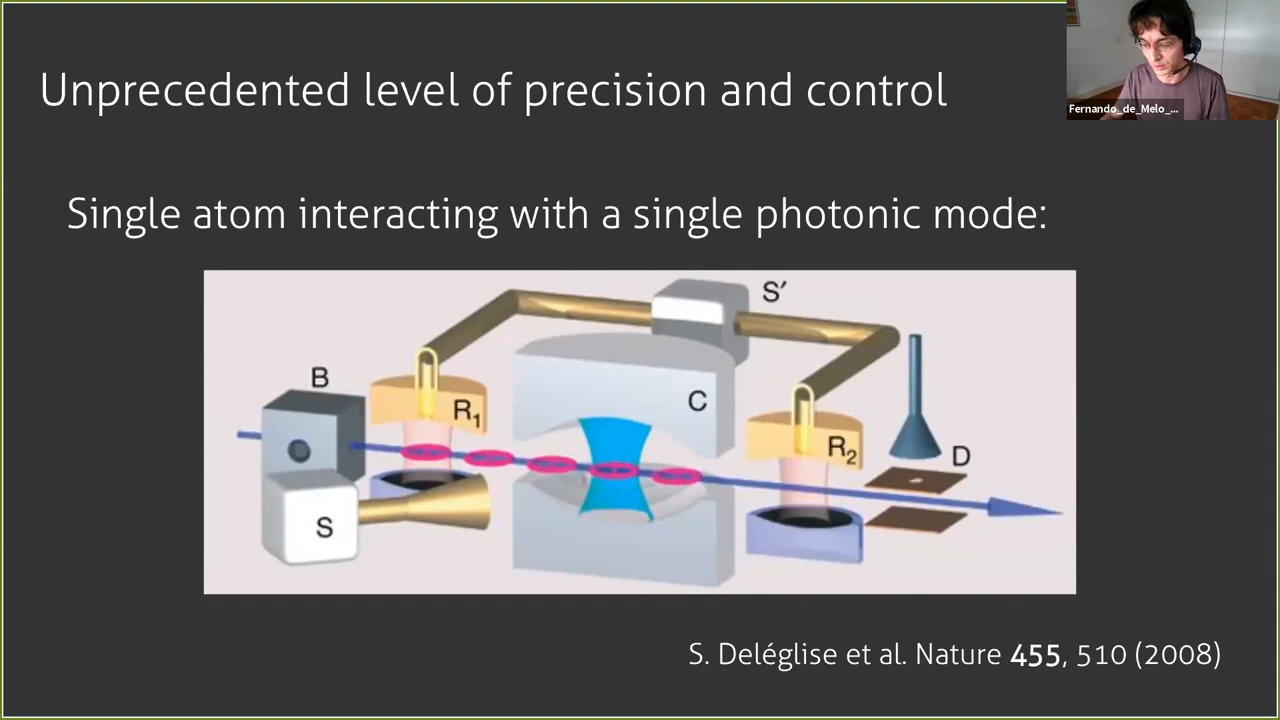 Unprecedented level of precision and control
Fernando_de_Melo_...
Single atom interacting with a single photonic mode:
S′
B
R1
C
R2
D
S
S. Deléglise et al. Nature 455, 510 (2008)